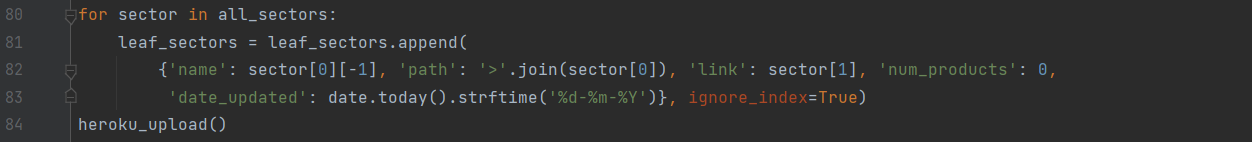 80 for sector in all_sectors:
81 leaf_sectors = leaf_sectors.append(
82 {'name': sector[0][-1], 'path': '>'.join(sector[0]), 'link': sector[1], 'num_products': 0,
83 'date_updated': date.today().strftime('%d-%m-%Y')}, ignore_index=True)
84 heroku_upload()